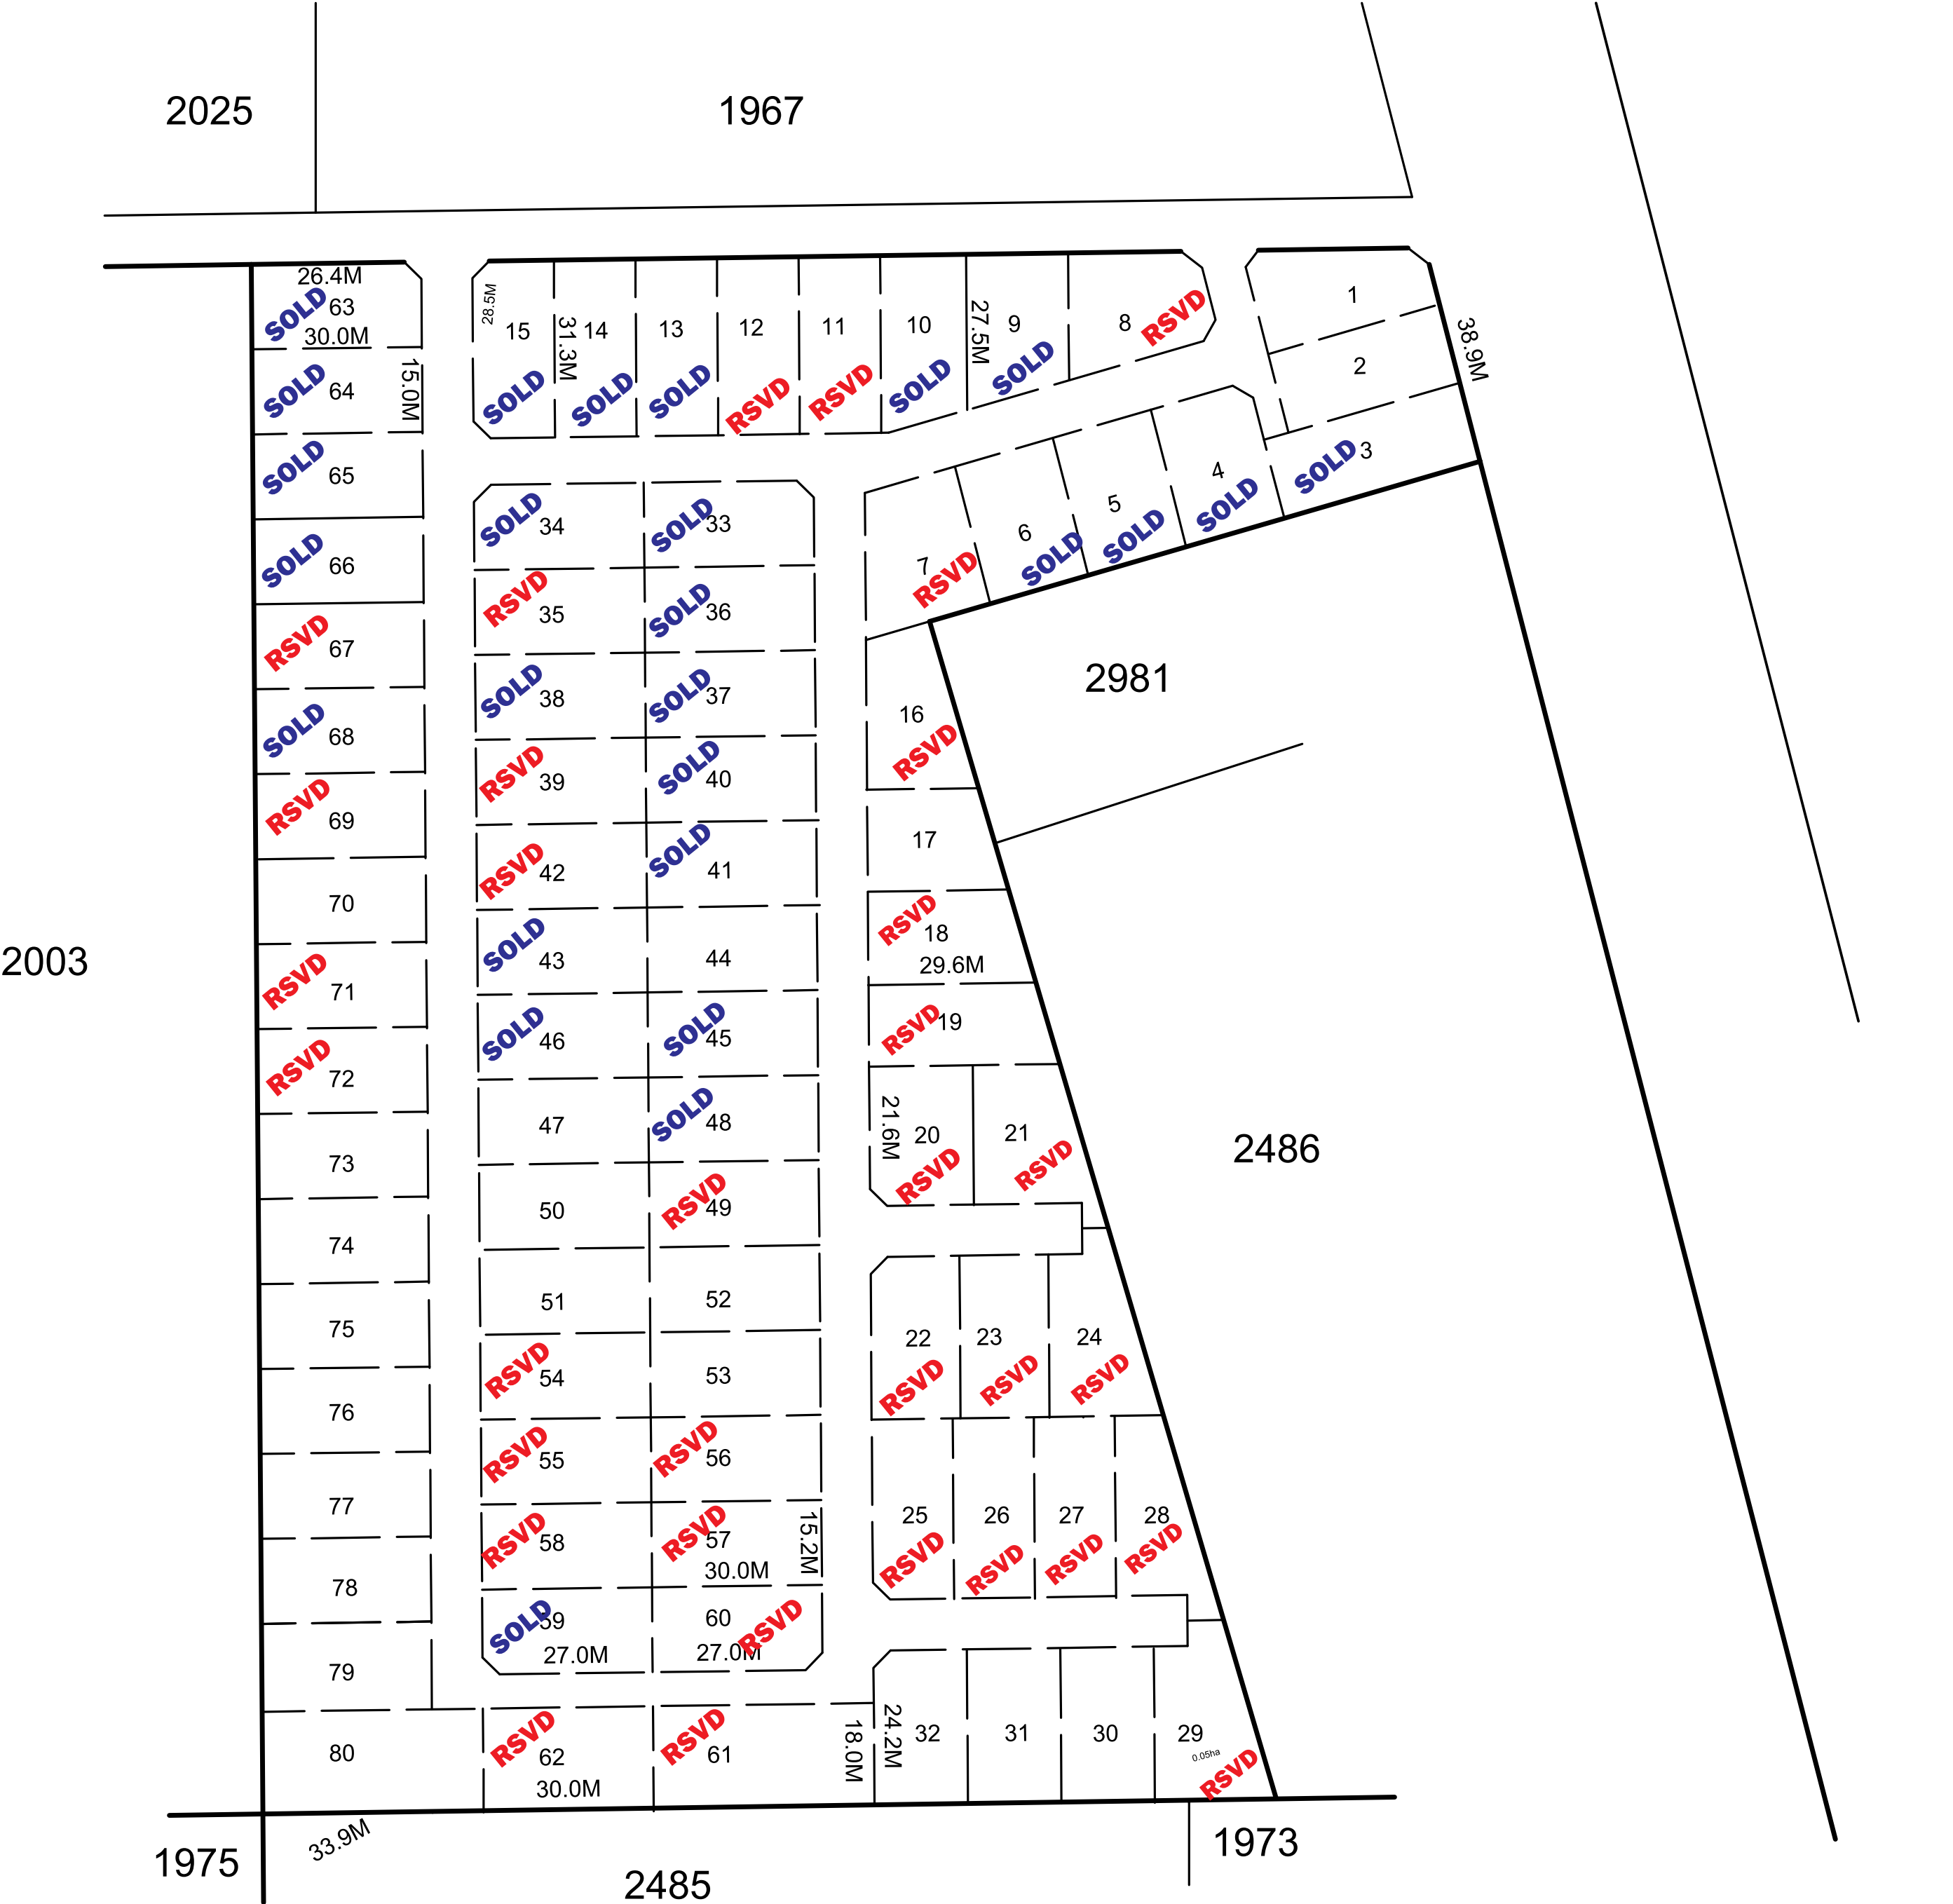 2025
1967
26.4M
63
SOLD
30.0M
28.5M
15
SOLD
31.3M
14
SOLD
13
SOLD
12
RSVD
11
RSVD
10
SOLD
27.5M
9
SOLD
8
RSVD
1
38.9M
2
3
SOLD
4
SOLD
5
SOLD
6
SOLD
7
RSVD
64
SOLD
15.0M
65
SOLD
66
SOLD
67
RSVD
68
SOLD
69
RSVD
70
71
RSVD
72
RSVD
73
74
75
76
77
78
79
80
34
SOLD
33
SOLD
35
RSVD
36
SOLD
38
SOLD
37
SOLD
39
RSVD
40
SOLD
42
RSVD
41
SOLD
43
SOLD
44
46
SOLD
45
SOLD
47
48
SOLD
50
49
RSVD
51
52
54
RSVD
53
55
RSVD
56
RSVD
58
RSVD
57
RSVD
30.0M
15.2M
59
SOLD
27.0M
60
RSVD
27.0M
62
RSVD
30.0M
61
RSVD
18.0M
16
RSVD
17
18
RSVD
29.6M
19
RSVD
21.6M
20
RSVD
21
RSVD
22
RSVD
23
RSVD
24
RSVD
25
RSVD
26
RSVD
27
RSVD
28
RSVD
24.2M
32
31
30
29
0.05ha
RSVD
2981
2486
2003
1975
33.9M
2485
1973